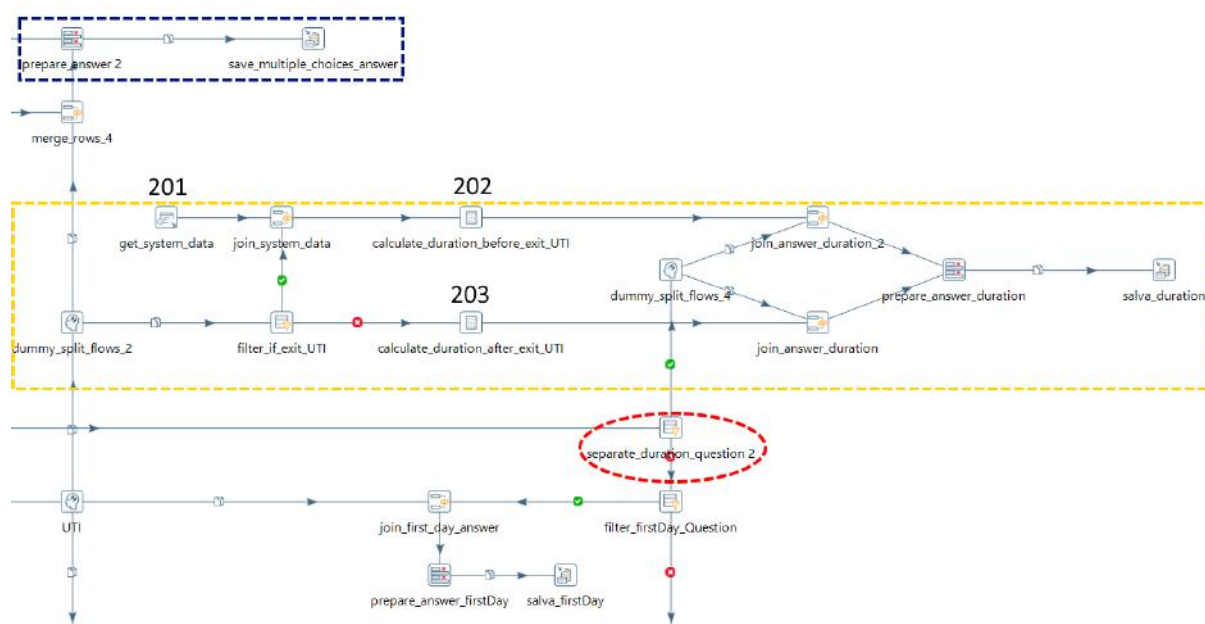 prepare_answer 2
save_multiple_choices_answer
merge_rows_4
201
202
get_system_data
join_system_data
calculate_duration_before_exit_UTI
join_answer_duration_2
203
dummy_split_flows_4
prepare_answer_duration
salva_duration
dummy_split_flows_2
filter_if_exit_UTI
calculate_duration_after_exit_UTI
join_answer_duration
separate_duration_question 2
UTI
join_first_day_answer
filter_firstDay_Question
prepare_answer_firstDay
salva_firstDay